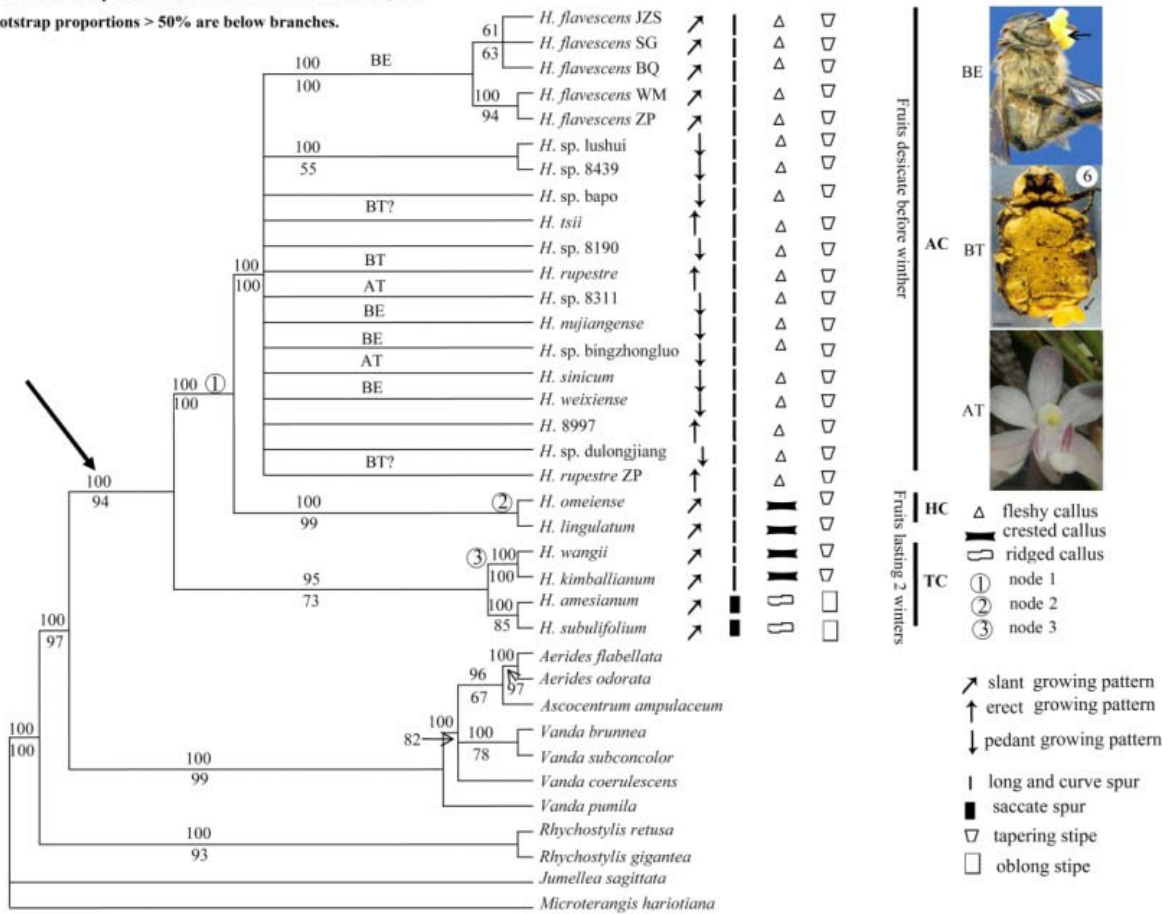 otstrap proportions > 50% are below branches.
H. flavescens JZS
61
H. flavescens SG
63
100
BE
100
H. flavescens BQ
100
H. flavescens WM
94
H. flavescens ZP
100
H. sp. lushui
55
H. sp. 8439
H. sp. bapo
BT?
H. tsii
H. sp. 8190
BT
100
H. rupestre
100
AT
H. sp. 8311
BE
H. nujiangense
BE
H. sp. bingzhongluo
AT
H. sinicum
100
1
BE
100
H. weixiense
H. 8997
H. sp. dulongjiang
BT?
H. rupestre ZP
100
94
100
2
H. omeiense
99
H. lingulatum
3
100
H. wangii
95
100
H. kimballianum
73
100
H. amesianum
85
H. subulifolium
100
97
100
Aerides flabellata
96
97
Aerides odorata
67
Ascocentrum ampulaceum
100
82
100
Vanda brunnea
78
Vanda subconcolor
100
99
Vanda coerulescens
Vanda pumila
100
100
100
Rhychostylis retusa
93
Rhychostylis gigantea
Jumellea sagittata
Microterangis hariotiana
Fruits desicate before winther
AC
Fruits lasting 2 winters
HC
TC
BE
6
BT
AT
fleshy callus
crested callus
ridged callus
1 node 1
2 node 2
3 node 3
slant growing pattern
erect growing pattern
pedant growing pattern
long and curve spur
saccate spur
tapering stipe
oblong stipe